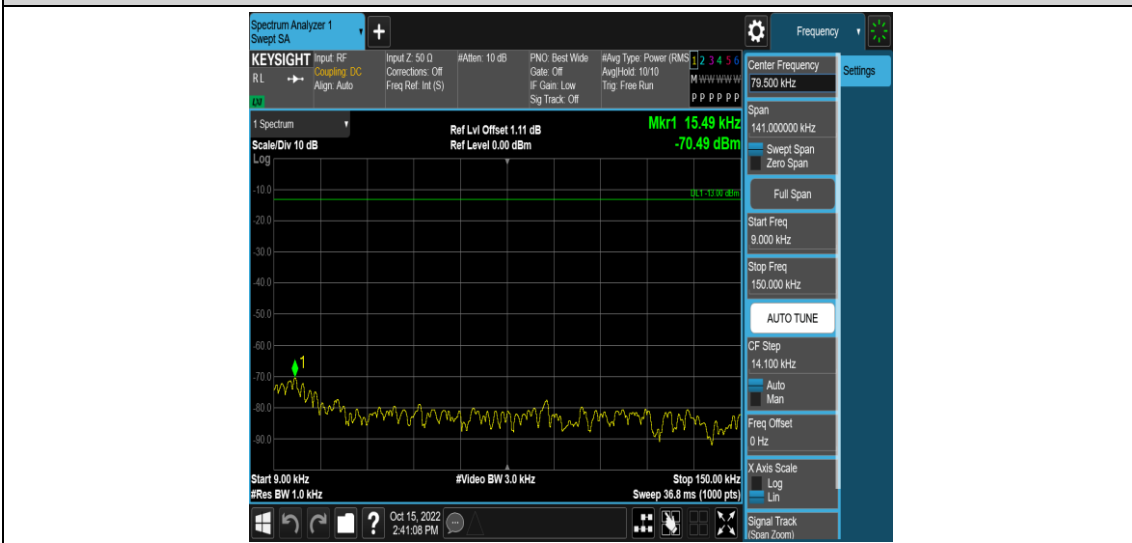 Spectrum Analyzer 1
Swept SA
+
Frequency
KEYSIGHT
RL
Input: RF
Coupling: DC
Align: Auto
Input Z: 50 Ω
Corrections: Off
Freq Ref: Int (S)
#Atten: 10 dB
PNO: Best Wide
Gate: Off
IF Gain: Low
Sig Track: Off
#Avg Type: Power (RMS
Avg|Hold: 10/10
Trig: Free Run
1 2 3 4 5 6
M W W W W W
P P P P P P
1 Spectrum
Scale/Div 10 dB
Log
Ref Lvl Offset 1.11 dB
Ref Level 0.00 dBm
Mkr1 15.49 kHz
-70.49 dBm
DL1 -13.00 dBm
-10.0
-20.0
-30.0
-40.0
-50.0
-60.0
-70.0
-80.0
-90.0
1
Start 9.00 kHz
#Res BW 1.0 kHz
#Video BW 3.0 kHz
Stop 150.00 kHz
Sweep 36.8 ms (1000 pts)
?
Oct 15, 2022
2:41:08 PM
Center Frequency
79.500 kHz
Settings
Span
141.000000 kHz
Swept Span
Zero Span
Full Span
Start Freq
9.000 kHz
Stop Freq
150.000 kHz
AUTO TUNE
CF Step
14.100 kHz
Auto
Man
Freq Offset
0 Hz
X Axis Scale
Log
Lin
Signal Track
(Span Zoom)